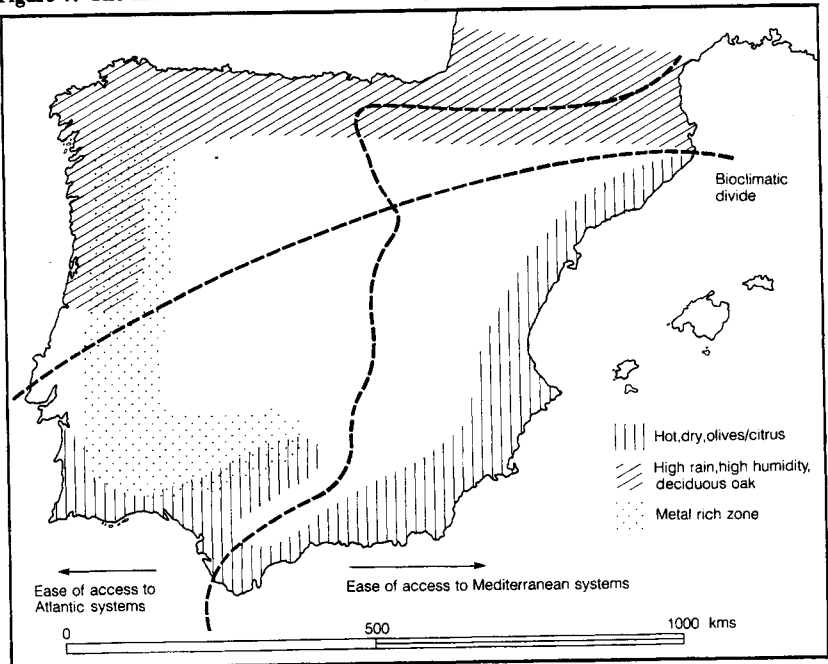 Bioclimatic
divide
Hot,dry,olives/citrus
High rain,high humidity,
deciduous oak
Metal rich zone
Ease of access to
Atlantic systems
Ease of access to Mediterranean systems
0 500 1000 kms